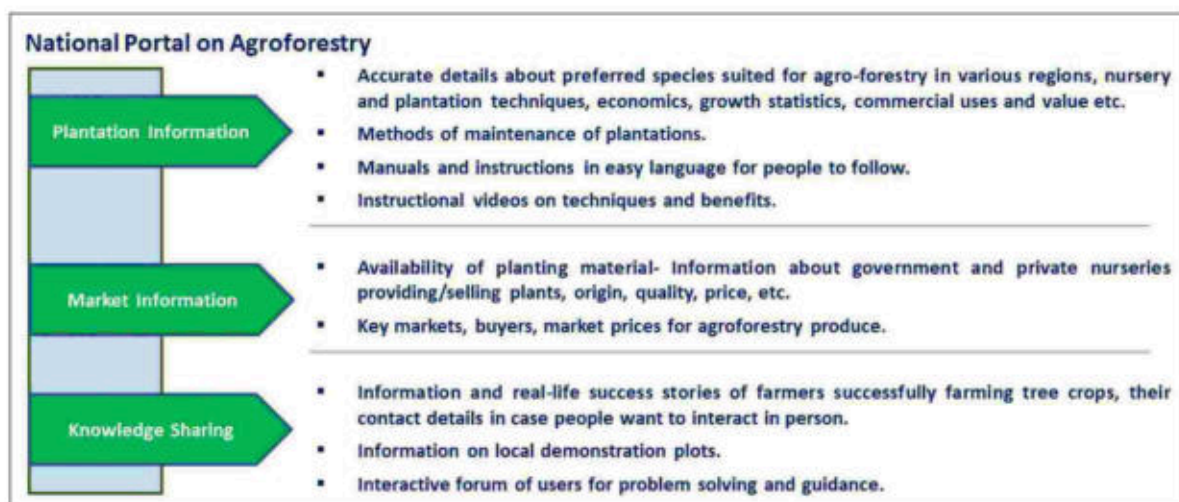 National Portal on Agroforestry
Plantation Information
▪ Accurate details about preferred species suited for agro-forestry in various regions, nursery
and plantation techniques, economics, growth statistics, commercial uses and value etc.
▪ Methods of maintenance of plantations.
▪ Manuals and instructions in easy language for people to follow.
▪ Instructional videos on techniques and benefits.
Market Information
▪ Availability of planting material- Information about government and private nurseries
providing/selling plants, origin, quality, price, etc.
▪ Key markets, buyers, market prices for agroforestry produce.
Knowledge Sharing
▪ Information and real-life success stories of farmers successfully farming tree crops, their
contact details in case people want to interact in person.
▪ Information on local demonstration plots.
▪ Interactive forum of users for problem solving and guidance.